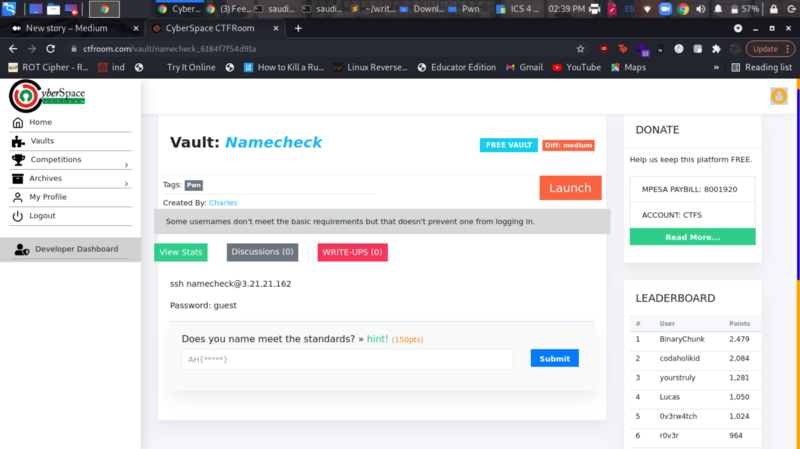 New story – Medium
CyberSpace CTFRoom
Cyber
(3) Fee
saudi
saudi
~/writ
Downl
Pwn
ICS 4
02:39 PM
EN
57%
ctfroom.com/vault/namecheck_6184f7f54d91a
Update
ROT Cipher - R...
ind
Try It Online
How to Kill a Ru...
Linux Reverse...
Educator Edition
Gmail
YouTube
Maps
»
Reading list
CyberSpace
Home
Vaults
Competitions
Archives
My Profile
Logout
Developer Dashboard
Vault: Namecheck
FREE VAULT
Diff: medium
Tags: Pwn
Launch
Created By: Charles
Some usernames don't meet the basic requirements but that doesn't prevent one from logging in.
View Stats
Discussions (0)
WRITE-UPS (0)
ssh namecheck@3.21.21.162
Password: guest
Does you name meet the standards? » hint! (150pts)
AH{*****}
Submit
DONATE
Help us keep this platform FREE.
MPESA PAYBILL: 8001920
ACCOUNT: CTFS
Read More...
LEADERBOARD
# User Points
1 BinaryChunk 2,479
2 codaholikid 2,084
3 yourstruly 1,281
4 Lucas 1,050
5 0v3rw4tch 1,024
6 r0v3r 964